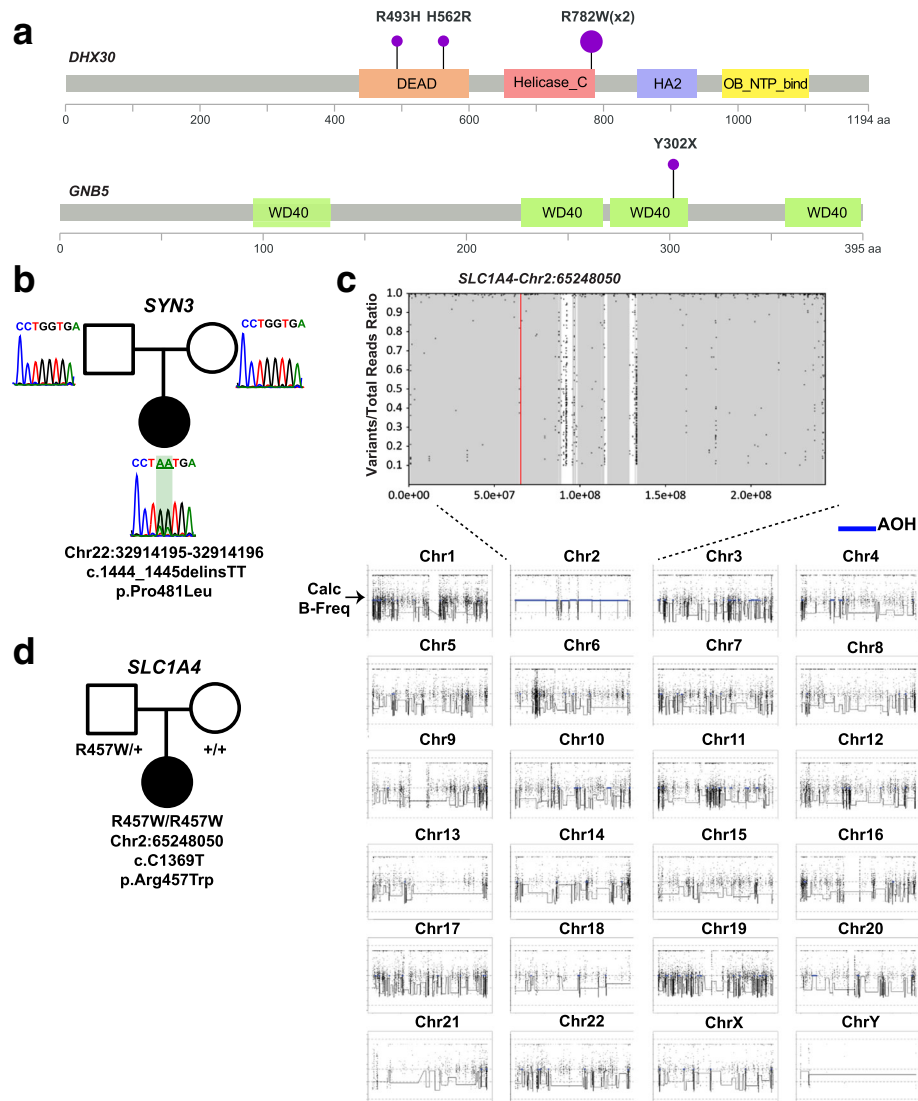 a
R493H H562R R782W(x2)
DHX30
DEAD Helicase_C HA2 OB_NTP_bind
0 200 400 600 800 1000 1194 aa
Y302X
GNB5
WD40 WD40 WD40 WD40
0 100 200 300 395 aa
b
SYN3
CCTGGTGA CCTGGTGA
CCTAATGA
Chr22:32914195-32914196
c.1444_1445delinsTT
p.Pro481Leu
c
SLC1A4-Chr2:65248050
Variants/Total Reads Ratio
1.0
0.9
0.8
0.7
0.6
0.5
0.4
0.3
0.2
0.1
0.0e+00 5.0e+07 1.0e+08 1.5e+08 2.0e+08
AOH
Calc
B-Freq
Chr1 Chr2 Chr3 Chr4
Chr5 Chr6 Chr7 Chr8
Chr9 Chr10 Chr11 Chr12
Chr13 Chr14 Chr15 Chr16
Chr17 Chr18 Chr19 Chr20
Chr21 Chr22 ChrX ChrY
d
SLC1A4
R457W/+ +/+
R457W/R457W
Chr2:65248050
c.C1369T
p.Arg457Trp